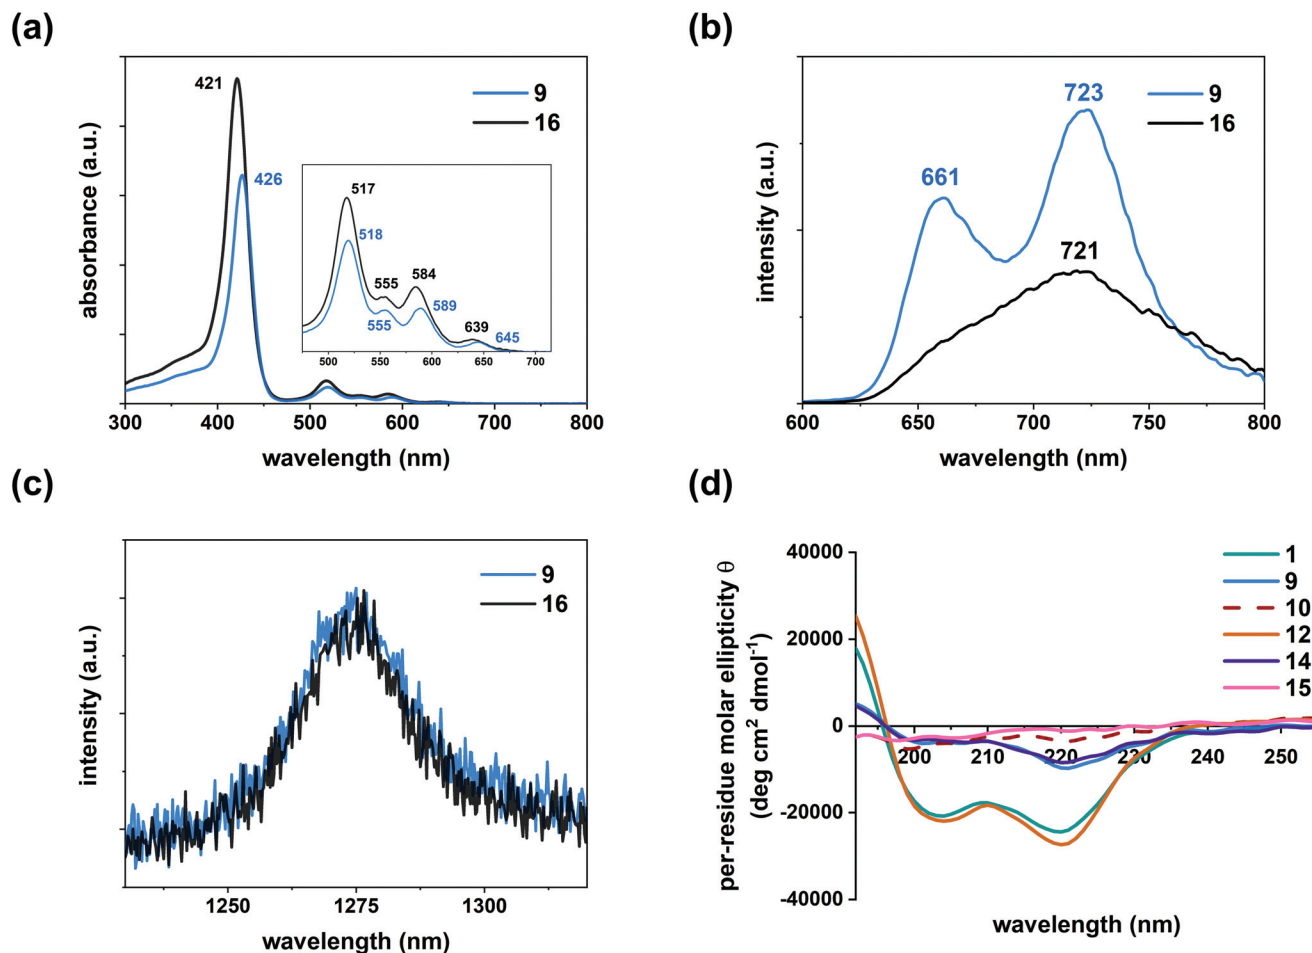 (a)
absorbance (a.u.)
421
426
9
16
517
518
555
555
584
589
639
645
500 550 600 650 700
300 400 500 600 700 800
wavelength (nm)
(b)
intensity (a.u.)
661
723
721
9
16
600 650 700 750 800
wavelength (nm)
(c)
intensity (a.u.)
9
16
1250 1275 1300
wavelength (nm)
(d)
per-residue molar ellipticity θ
(deg cm² dmol⁻¹)
40000
20000
0
-20000
-40000
200 210 220 230 240 250
1
9
10
12
14
15
wavelength (nm)